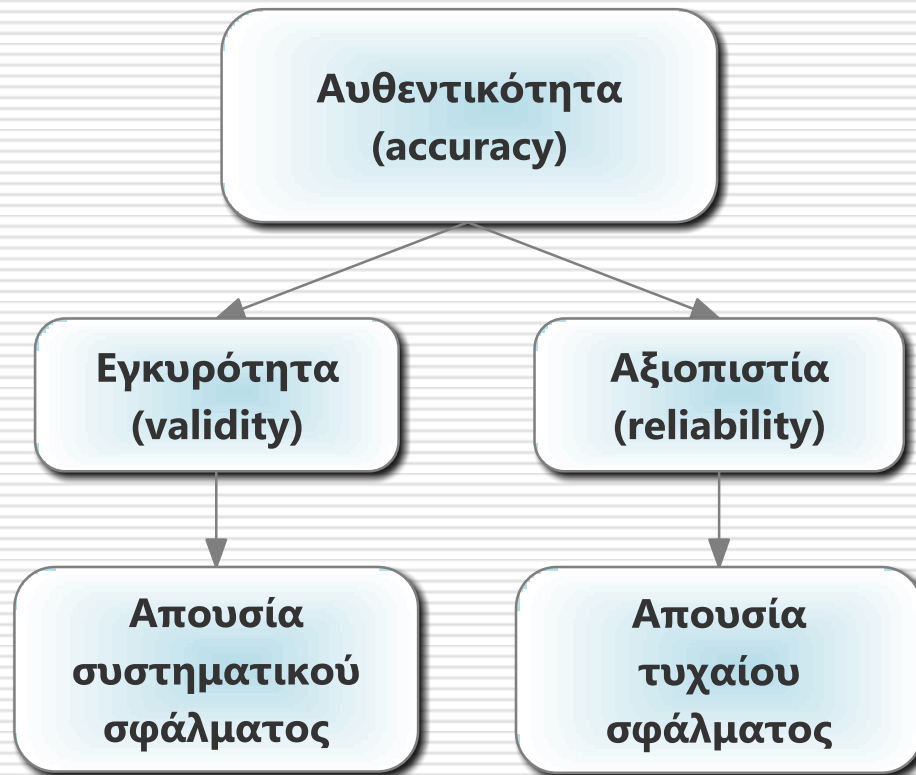 Αυθεντικότητα
(accuracy)
Εγκυρότητα
(validity)
Αξιοπιστία
(reliability)
Απουσία
συστηματικού
σφάλματος
Απουσία
τυχαίου
σφάλματος